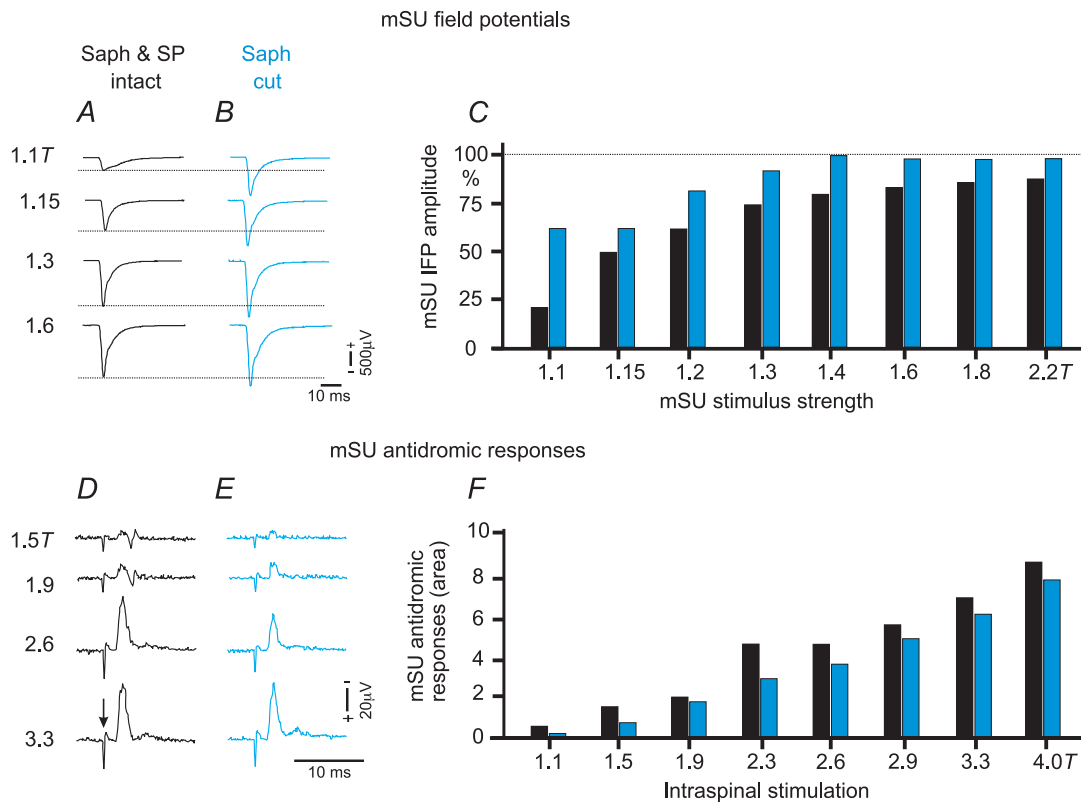 mSU field potentials
Saph & SP
intact
Saph
cut
A
B
C
1.1T
1.15
1.3
1.6
+
-
500µV
10 ms
mSU IFP amplitude
100
%
75
50
25
0
1.1
1.15
1.2
1.3
1.4
1.6
1.8
2.2T
mSU stimulus strength
mSU antidromic responses
D
E
F
1.5T
1.9
2.6
3.3
-
+
20µV
10 ms
mSU antidromic
responses (area)
10
8
6
4
2
0
1.1
1.5
1.9
2.3
2.6
2.9
3.3
4.0T
Intraspinal stimulation